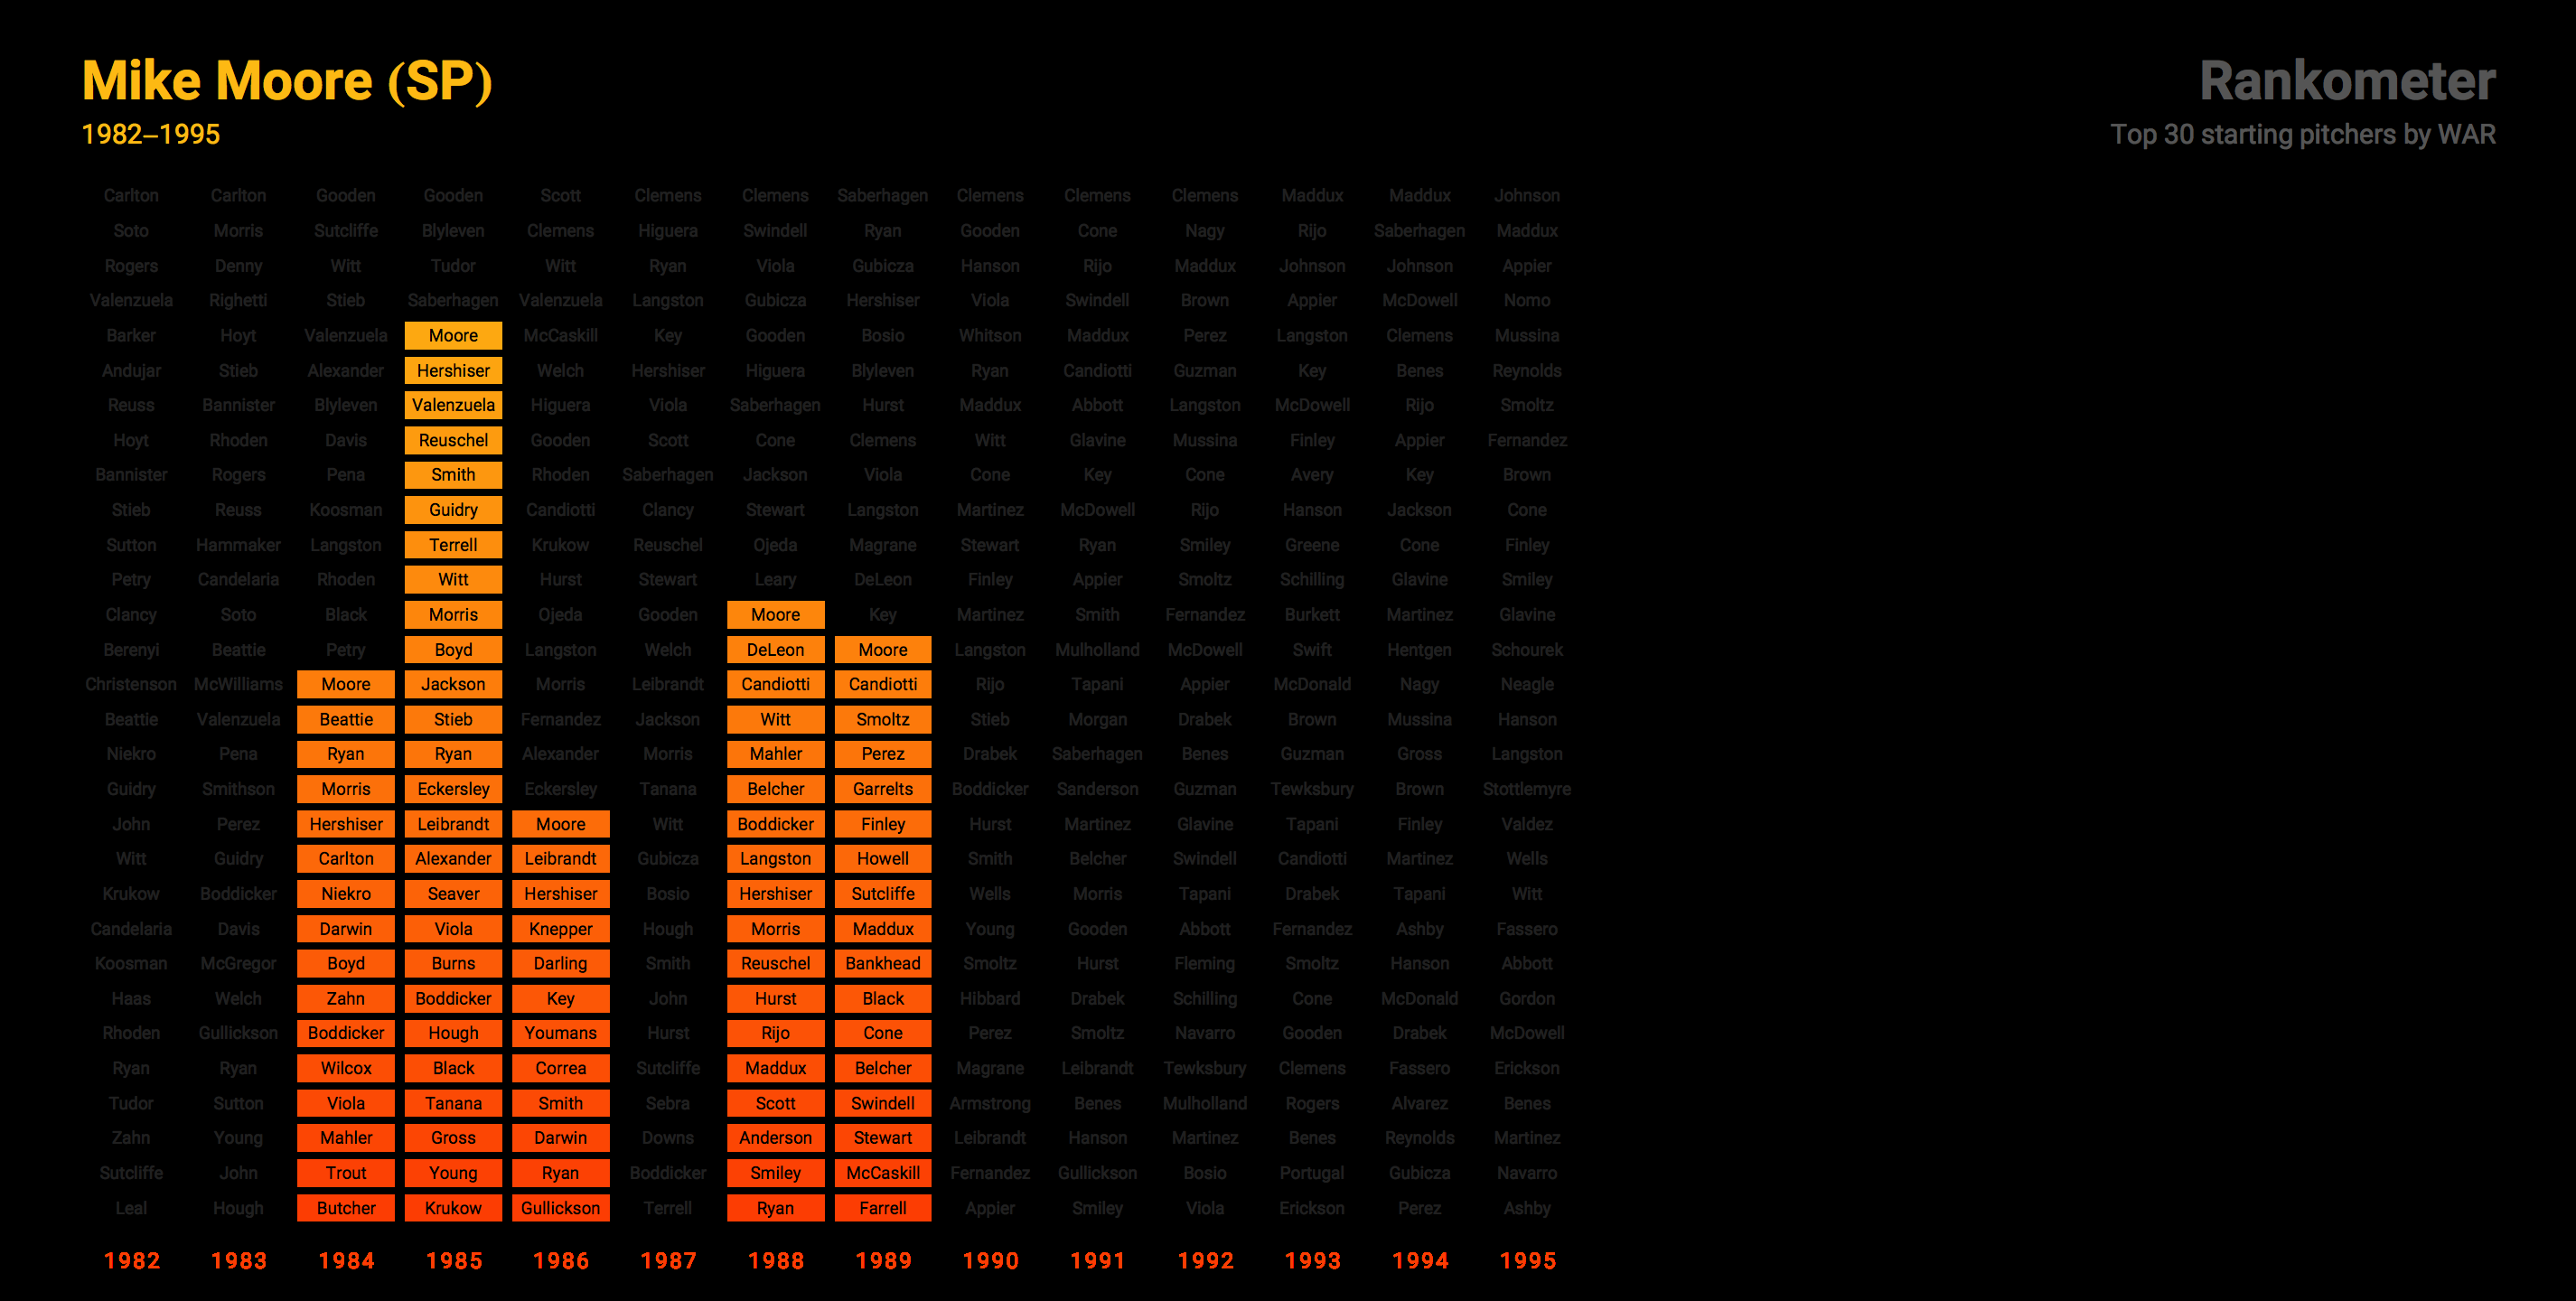 Mike Moore (SP)
1982–1995
Rankometer
Top 30 starting pitchers by WAR
Carlton Carlton Gooden Gooden Scott Clemens Clemens Saberhagen Clemens Clemens Clemens Maddux Maddux Johnson
Soto Morris Sutcliffe Blyleven Clemens Higuera Swindell Ryan Gooden Cone Nagy Rijo Saberhagen Maddux
Rogers Denny Witt Tudor Witt Ryan Viola Gubicza Hanson Rijo Maddux Johnson Johnson Appier
Valenzuela Righetti Stieb Saberhagen Valenzuela Langston Gubicza Hershiser Viola Swindell Brown Appier McDowell Nomo
Barker Hoyt Valenzuela Moore McCaskill Key Gooden Bosio Whitson Maddux Perez Langston Clemens Mussina
Andujar Stieb Alexander Hershiser Welch Hershiser Higuera Blyleven Ryan Candiotti Guzman Key Benes Reynolds
Reuss Bannister Blyleven Valenzuela Higuera Viola Saberhagen Hurst Maddux Abbott Langston McDowell Rijo Smoltz
Hoyt Rhoden Davis Reuschel Gooden Scott Cone Clemens Witt Glavine Mussina Finley Appier Fernandez
Bannister Rogers Pena Smith Rhoden Saberhagen Jackson Viola Cone Key Cone Avery Key Brown
Stieb Reuss Koosman Guidry Candiotti Clancy Stewart Langston Martinez McDowell Rijo Hanson Jackson Cone
Sutton Hammaker Langston Terrell Krukow Reuschel Ojeda Magrane Stewart Ryan Smiley Greene Cone Finley
Petry Candelaria Rhoden Witt Hurst Stewart Leary DeLeon Finley Appier Smoltz Schilling Glavine Smiley
Clancy Soto Black Morris Ojeda Gooden Moore Key Martinez Smith Fernandez Burkett Martinez Glavine
Berenyi Beattie Petry Boyd Langston Welch DeLeon Moore Langston Mulholland McDowell Swift Hentgen Schourek
Christenson McWilliams Moore Jackson Morris Leibrandt Candiotti Candiotti Rijo Tapani Appier McDonald Nagy Neagle
Beattie Valenzuela Beattie Stieb Fernandez Jackson Witt Smoltz Stieb Morgan Drabek Brown Mussina Hanson
Niekro Pena Ryan Ryan Alexander Morris Mahler Perez Drabek Saberhagen Benes Guzman Gross Langston
Guidry Smithson Morris Eckersley Eckersley Tanana Belcher Garrelts Boddicker Sanderson Guzman Tewksbury Brown Stottlemyre
John Perez Hershiser Leibrandt Moore Witt Boddicker Finley Hurst Martinez Glavine Tapani Finley Valdez
Witt Guidry Carlton Alexander Leibrandt Gubicza Langston Howell Smith Belcher Swindell Candiotti Martinez Wells
Krukow Boddicker Niekro Seaver Hershiser Bosio Hershiser Sutcliffe Wells Morris Tapani Drabek Tapani Witt
Candelaria Davis Darwin Viola Knepper Hough Morris Maddux Young Gooden Abbott Fernandez Ashby Fassero
Koosman McGregor Boyd Burns Darling Smith Reuschel Bankhead Smoltz Hurst Fleming Smoltz Hanson Abbott
Haas Welch Zahn Boddicker Key John Hurst Black Hibbard Drabek Schilling Cone McDonald Gordon
Rhoden Gullickson Boddicker Hough Youmans Hurst Rijo Cone Perez Smoltz Navarro Gooden Drabek McDowell
Ryan Ryan Wilcox Black Correa Sutcliffe Maddux Belcher Magrane Leibrandt Tewksbury Clemens Fassero Erickson
Tudor Sutton Viola Tanana Smith Sebra Scott Swindell Armstrong Benes Mulholland Rogers Alvarez Benes
Zahn Young Mahler Gross Darwin Downs Anderson Stewart Leibrandt Hanson Martinez Benes Reynolds Martinez
Sutcliffe John Trout Young Ryan Boddicker Smiley McCaskill Fernandez Gullickson Bosio Portugal Gubicza Navarro
Leal Hough Butcher Krukow Gullickson Terrell Ryan Farrell Appier Smiley Viola Erickson Perez Ashby
1982 1983 1984 1985 1986 1987 1988 1989 1990 1991 1992 1993 1994 1995